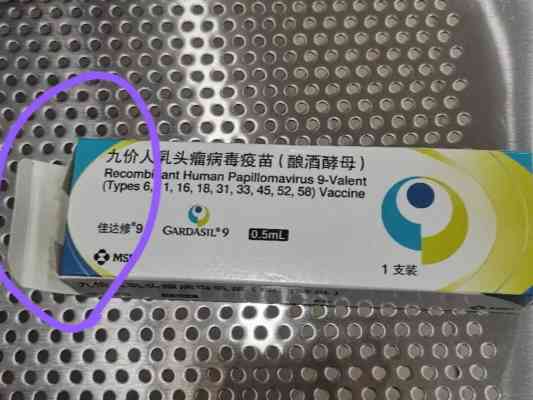 九价人乳头瘤病毒疫苗（酿酒酵母）
Recombinant Human Papillomavirus 9-Valent
(Types 6, 11, 16, 18, 31, 33, 45, 52, 58) Vaccine
佳达修®9
GARDASIL®9
0.5mL
MSD
1 支装